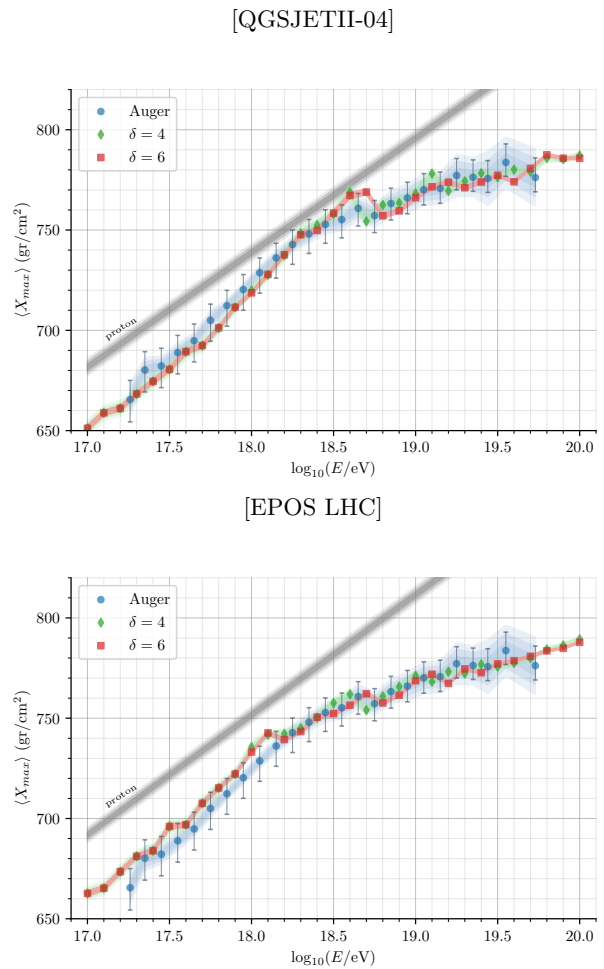 [QGSJETII-04]
Auger
δ = 4
δ = 6
proton
800
750
700
650
⟨X_max⟩ (gr/cm²)
17.0 17.5 18.0 18.5 19.0 19.5 20.0
log₁₀(E/eV)
[EPOS LHC]
Auger
δ = 4
δ = 6
proton
800
750
700
650
⟨X_max⟩ (gr/cm²)
17.0 17.5 18.0 18.5 19.0 19.5 20.0
log₁₀(E/eV)